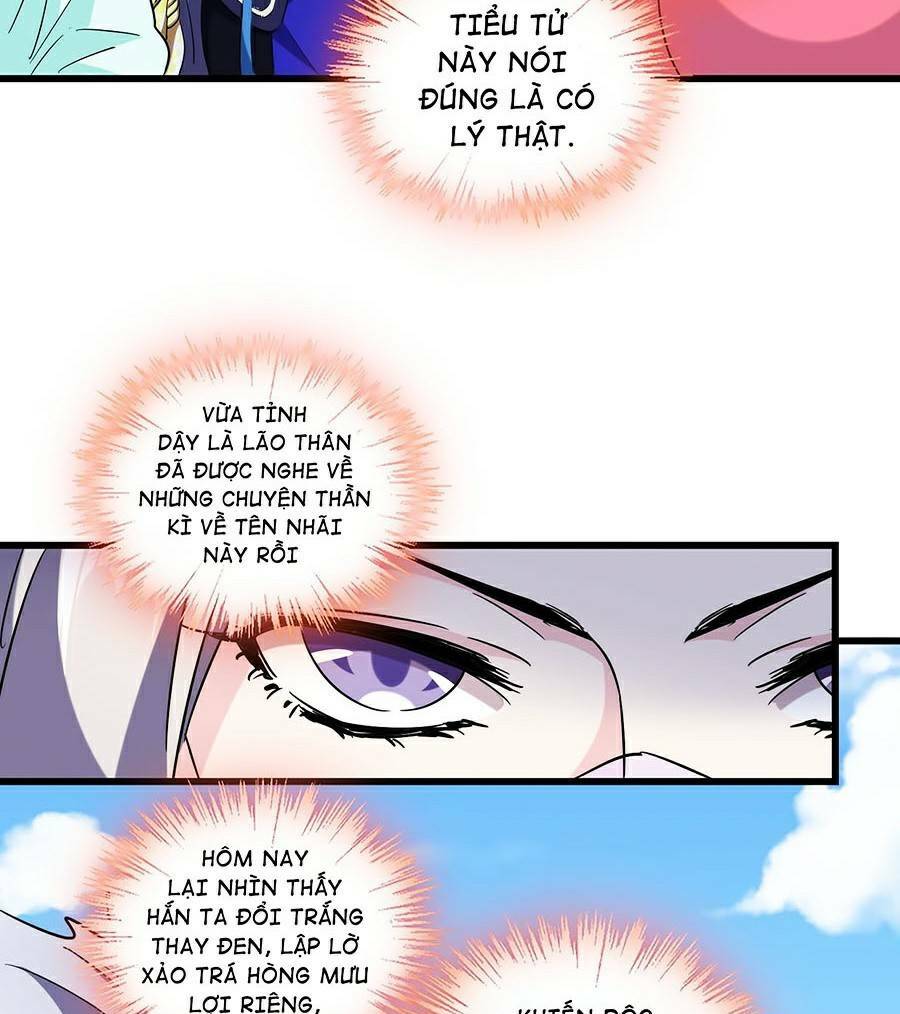 TIỂU TỬ
NÀY NÓI
ĐÚNG LÀ CÓ
LÝ THẬT.
VỪA TỈNH
DẬY LÀ LÃO THÂN
ĐÃ ĐƯỢC NGHE VỀ
NHỮNG CHUYỆN THẦN
KÌ VỀ TÊN NHÃI
NÀY RỒI
HÔM NAY
LẠI NHÌN THẤY
HẮN TA ĐỔI TRẮNG
THAY ĐEN, LẬP LỜ
XẢO TRÁ HÒNG MƯU
LỢI RIÊNG,
KHIẾN